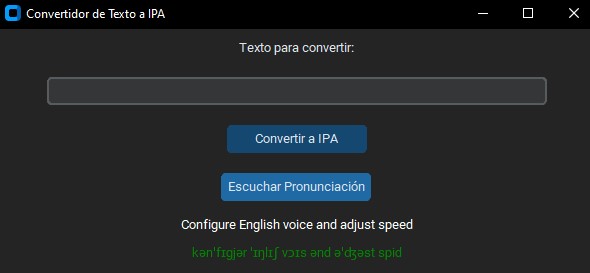 Convertidor de Texto a IPA
Texto para convertir:
Convertir a IPA
Escuchar Pronunciación
Configure English voice and adjust speed
kənˈfɪgjər ˈɪŋlɪʃ vɔɪs ənd əˈʤəst spid